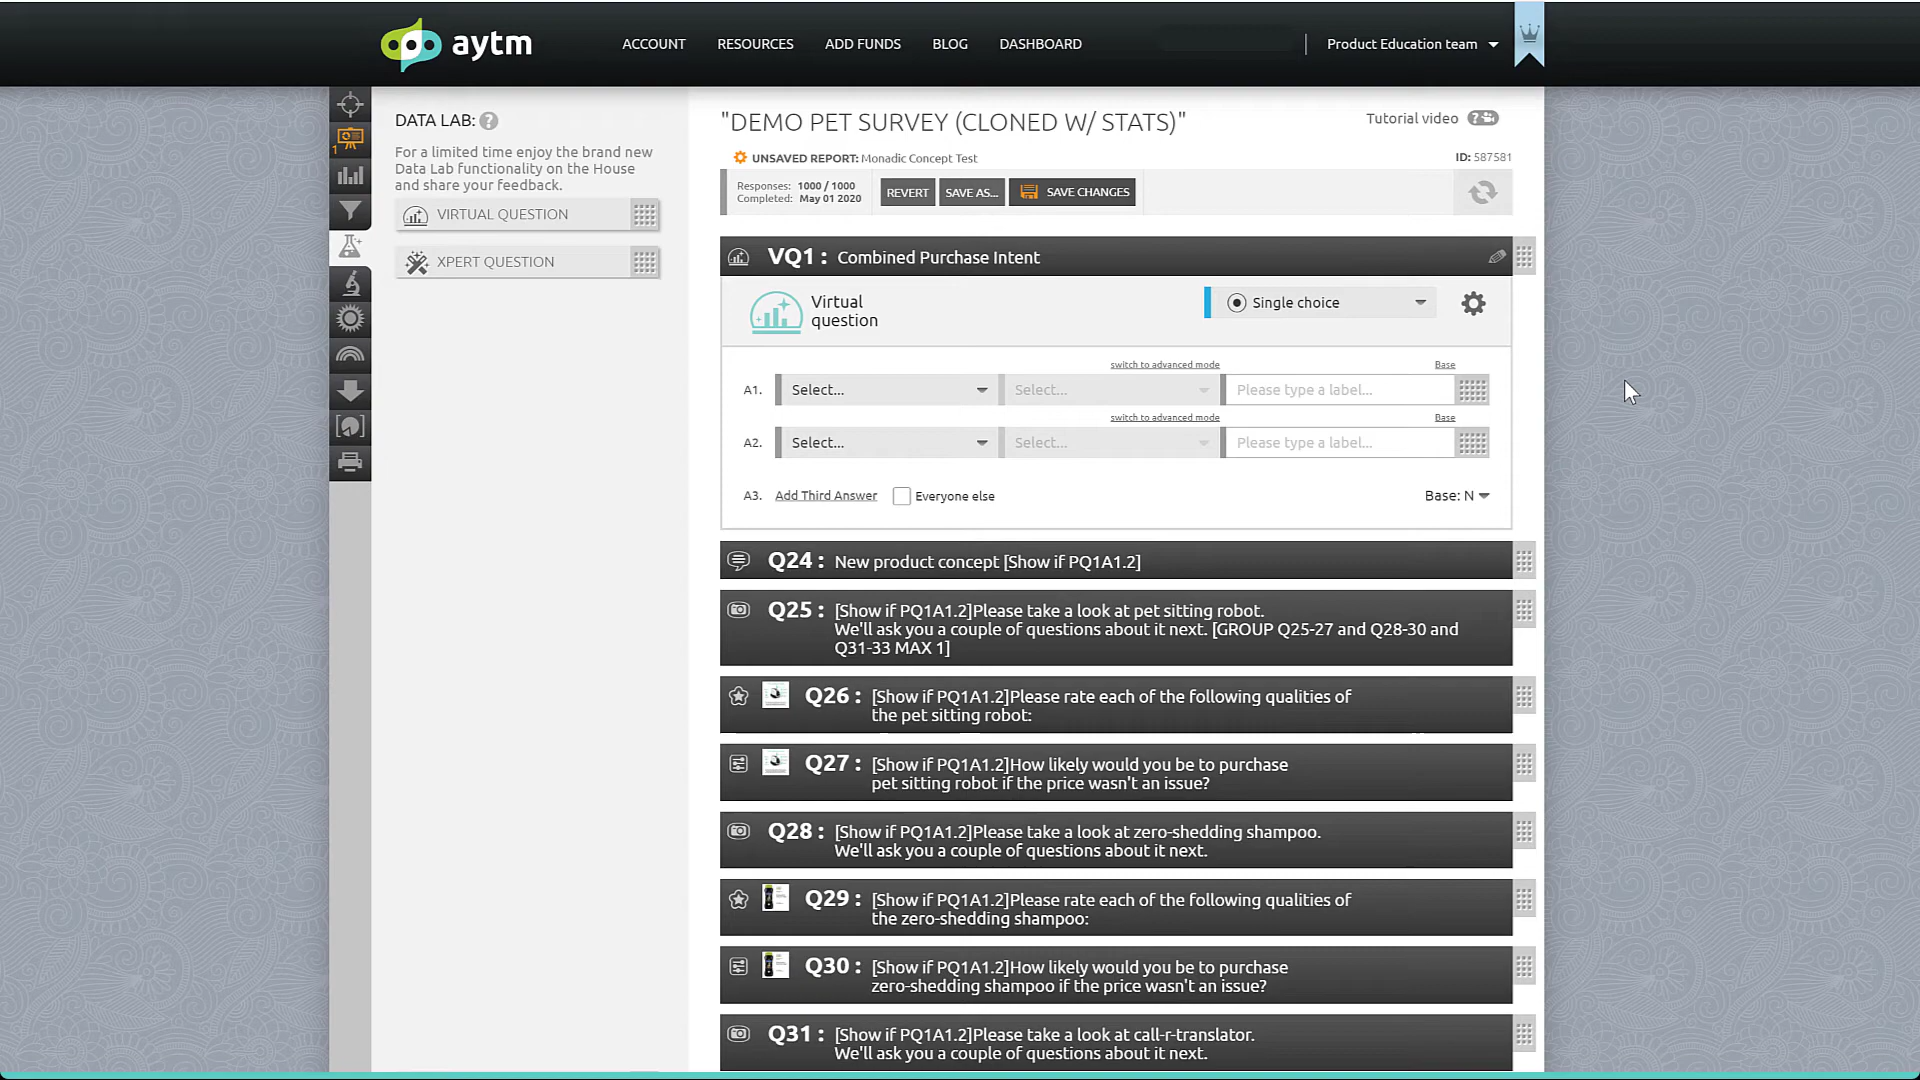 aytm
ACCOUNT
RESOURCES
ADD FUNDS
BLOG
DASHBOARD
Product Education team
DATA LAB: ?
For a limited time enjoy the brand new
Data Lab functionality on the House
and share your feedback.
VIRTUAL QUESTION
XPERT QUESTION
1
"DEMO PET SURVEY (CLONED W/ STATS)"
Tutorial video ?
UNSAVED REPORT: Monadic Concept Test
ID: 587581
Responses: 1000 / 1000
Completed: May 01 2020
REVERT
SAVE AS...
SAVE CHANGES
VQ1 : Combined Purchase Intent
Virtual
question
Single choice
switch to advanced mode
Base
A1.
Select...
Select...
Please type a label...
switch to advanced mode
Base
A2.
Select...
Select...
Please type a label...
A3.
Add Third Answer
Everyone else
Base: N
Q24 : New product concept [Show if PQ1A1.2]
Q25 : [Show if PQ1A1.2]Please take a look at pet sitting robot.
We'll ask you a couple of questions about it next. [GROUP Q25-27 and Q28-30 and
Q31-33 MAX 1]
Q26 : [Show if PQ1A1.2]Please rate each of the following qualities of
the pet sitting robot:
Q27 : [Show if PQ1A1.2]How likely would you be to purchase
pet sitting robot if the price wasn't an issue?
Q28 : [Show if PQ1A1.2]Please take a look at zero-shedding shampoo.
We'll ask you a couple of questions about it next.
Q29 : [Show if PQ1A1.2]Please rate each of the following qualities of
the zero-shedding shampoo:
Q30 : [Show if PQ1A1.2]How likely would you be to purchase
zero-shedding shampoo if the price wasn't an issue?
Q31 : [Show if PQ1A1.2]Please take a look at call-r-translator.
We'll ask you a couple of questions about it next.